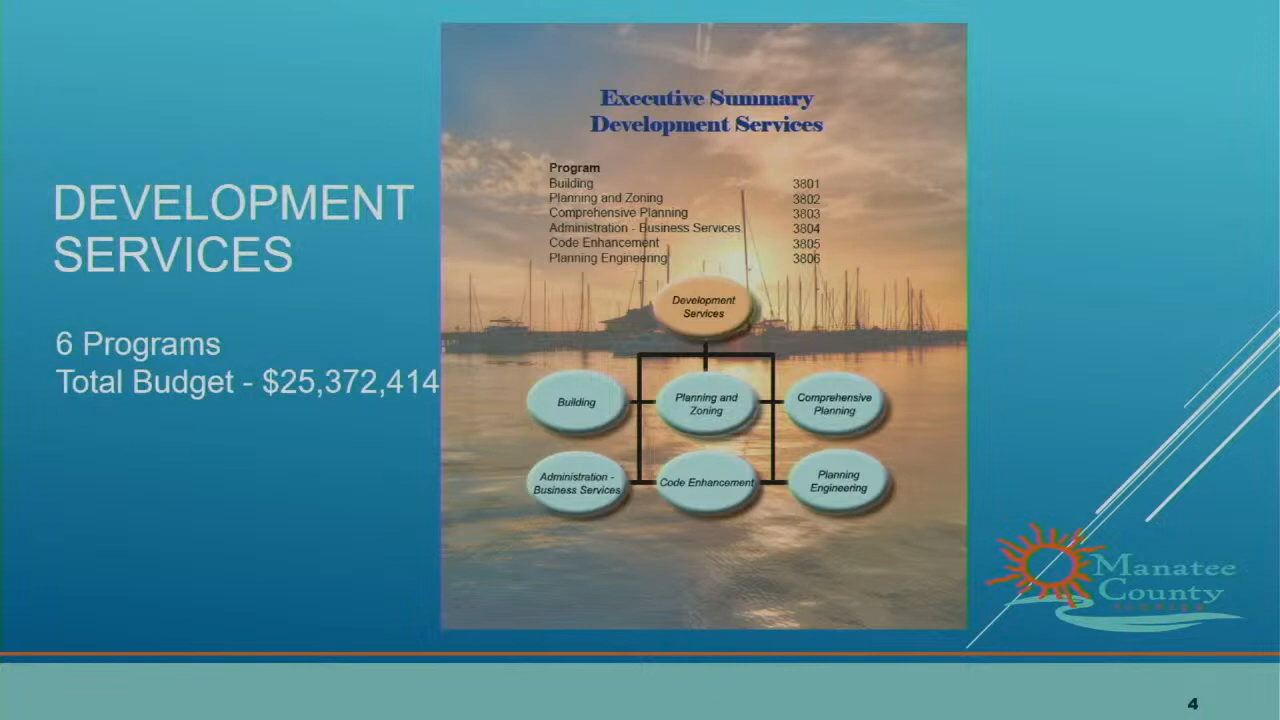 DEVELOPMENT
SERVICES
6 Programs
Total Budget - $25,372,414
Executive Summary
Development Services
Program
Building 3801
Planning and Zoning 3802
Comprehensive Planning 3803
Administration - Business Services 3804
Code Enhancement 3805
Planning Engineering 3806
Development
Services
Building
Planning and
Zoning
Comprehensive
Planning
Administration -
Business Services
Code Enhancement
Planning
Engineering
Manatee
County
FLORIDA
4